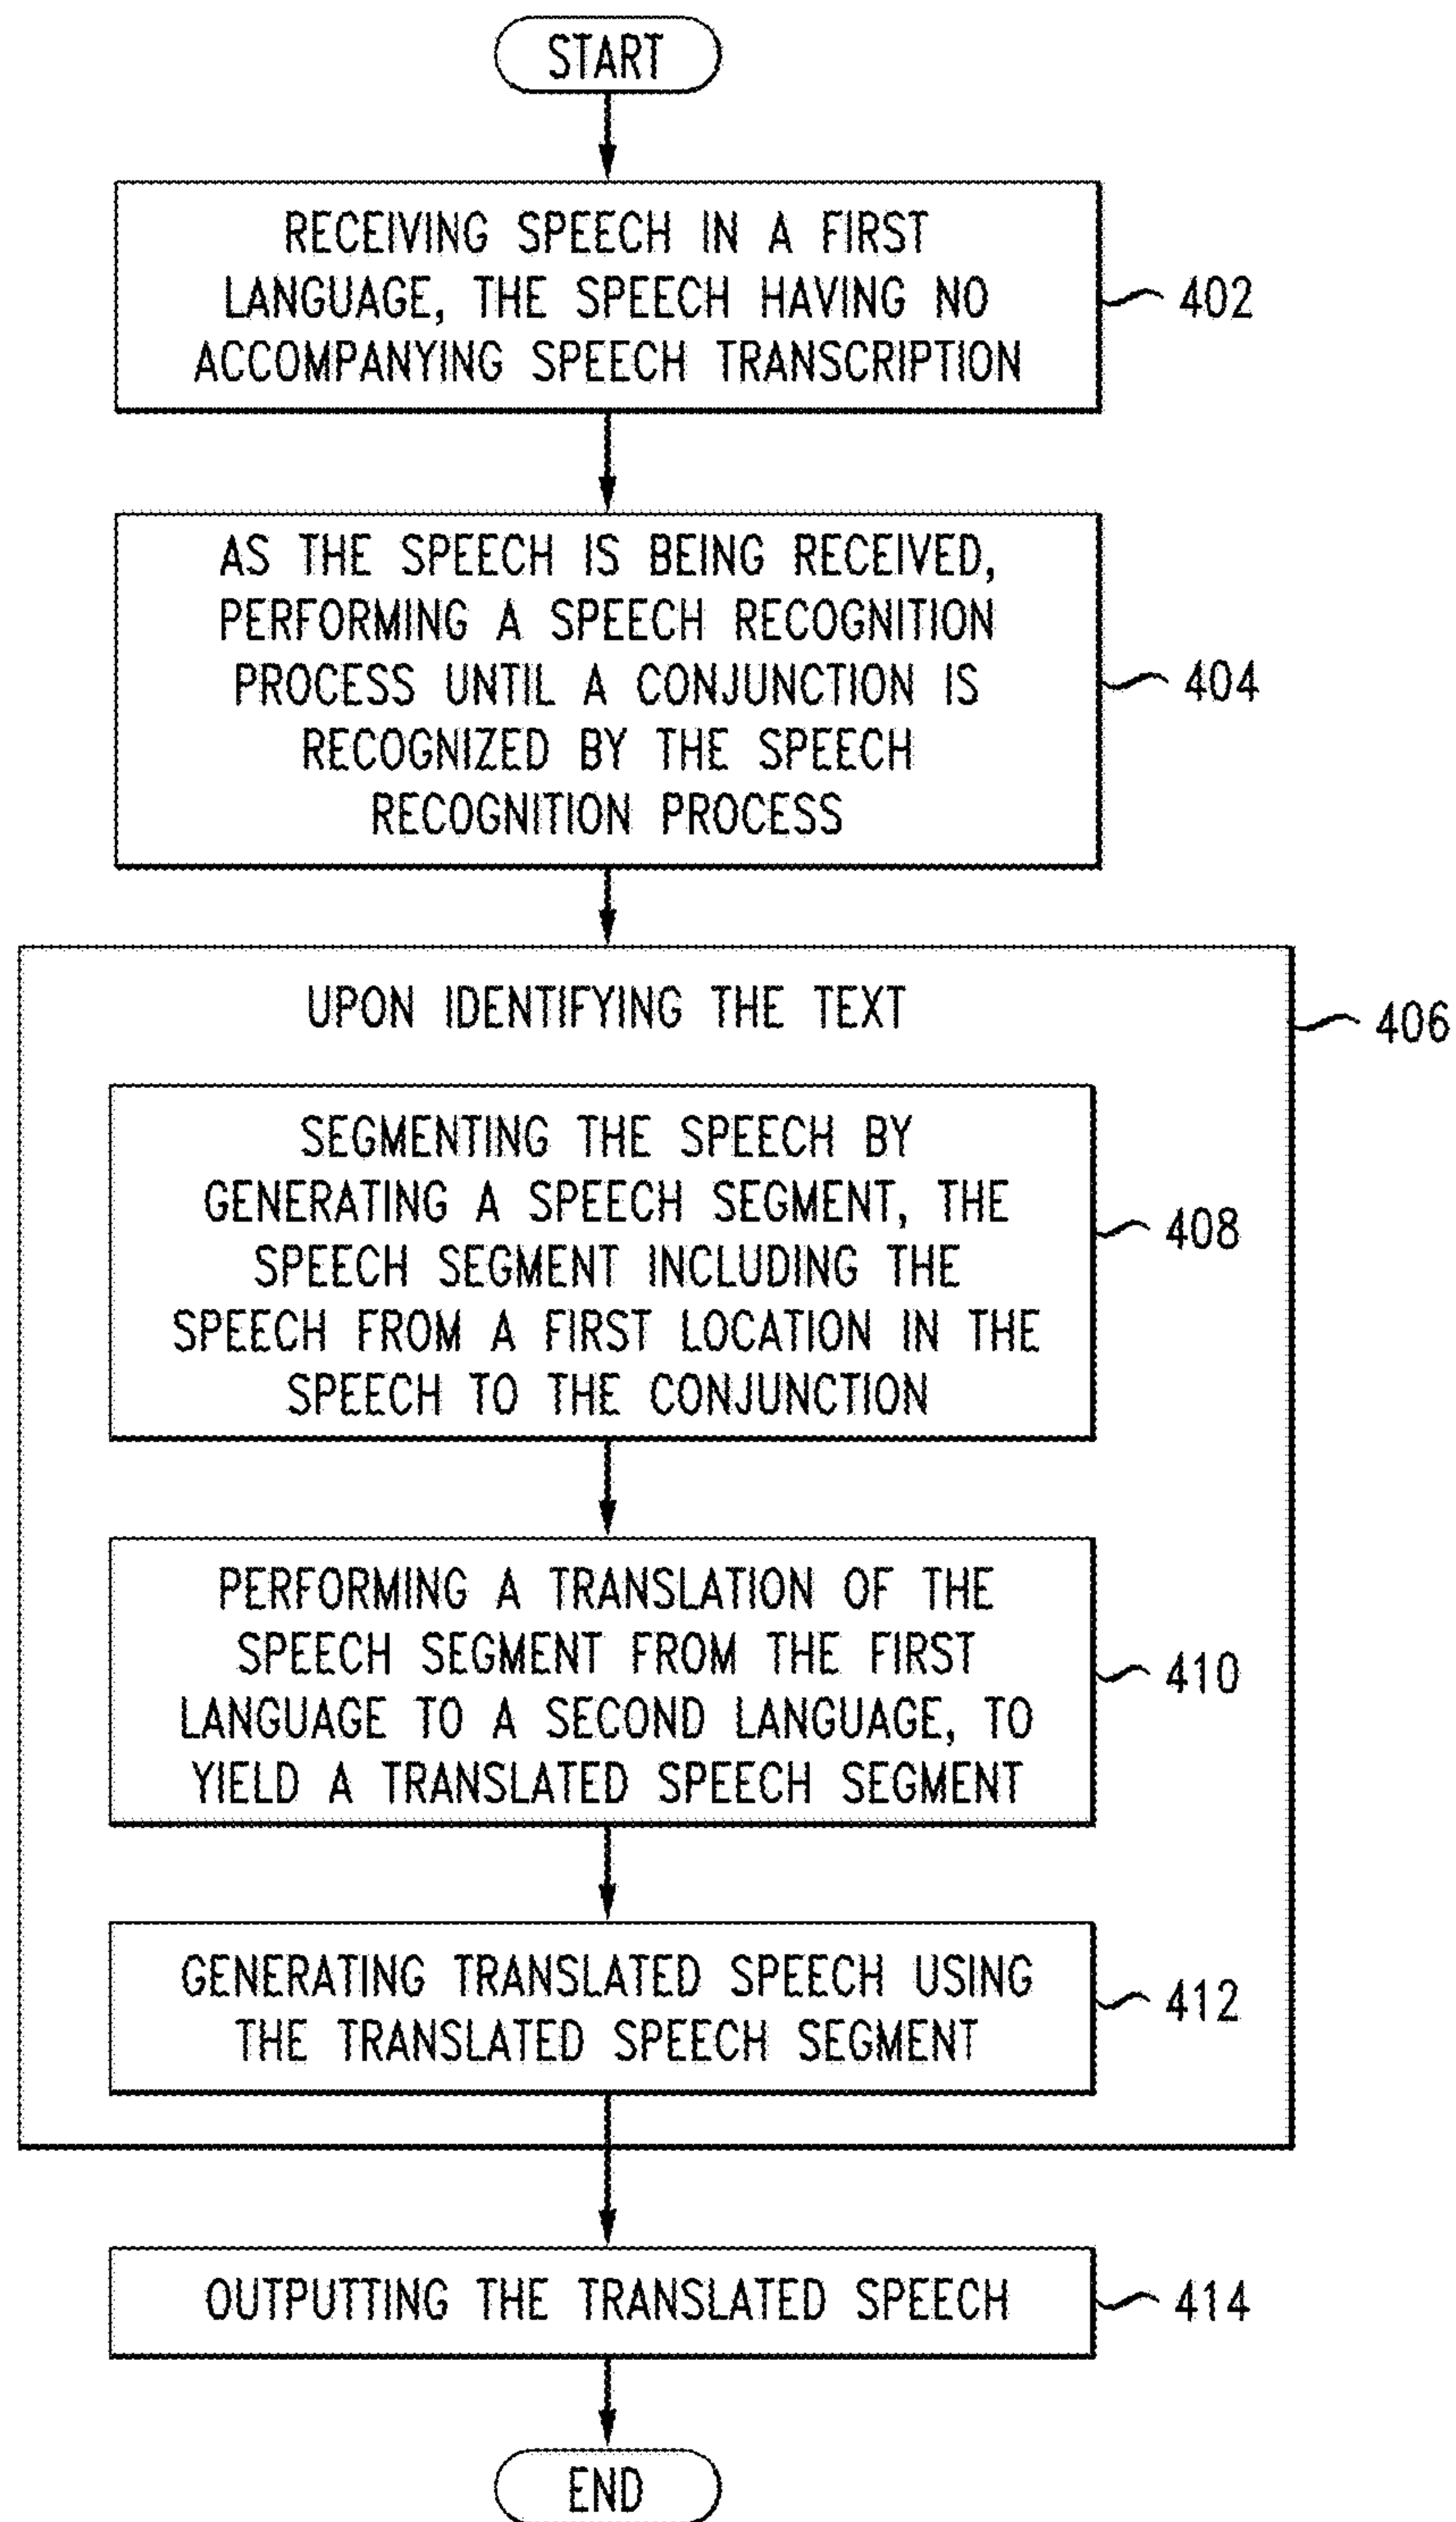 START
RECEIVING SPEECH IN A FIRST
LANGUAGE, THE SPEECH HAVING NO
ACCOMPANYING SPEECH TRANSCRIPTION
402
AS THE SPEECH IS BEING RECEIVED,
PERFORMING A SPEECH RECOGNITION
PROCESS UNTIL A CONJUNCTION IS
RECOGNIZED BY THE SPEECH
RECOGNITION PROCESS
404
UPON IDENTIFYING THE TEXT
406
SEGMENTING THE SPEECH BY
GENERATING A SPEECH SEGMENT, THE
SPEECH SEGMENT INCLUDING THE
SPEECH FROM A FIRST LOCATION IN THE
SPEECH TO THE CONJUNCTION
408
PERFORMING A TRANSLATION OF THE
SPEECH SEGMENT FROM THE FIRST
LANGUAGE TO A SECOND LANGUAGE, TO
YIELD A TRANSLATED SPEECH SEGMENT
410
GENERATING TRANSLATED SPEECH USING
THE TRANSLATED SPEECH SEGMENT
412
OUTPUTTING THE TRANSLATED SPEECH
414
END